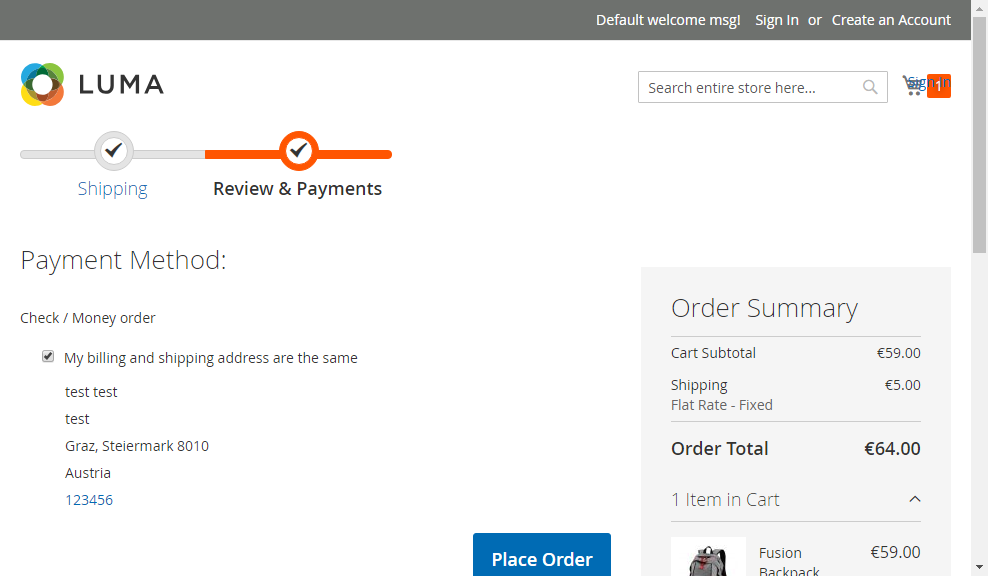 Default welcome msg! Sign In or Create an Account
LUMA
Search entire store here...
Sign In
1
Shipping
Review & Payments
Payment Method:
Check / Money order
My billing and shipping address are the same
test test
test
Graz, Steiermark 8010
Austria
123456
Place Order
Order Summary
Cart Subtotal €59.00
Shipping €5.00
Flat Rate - Fixed
Order Total €64.00
1 Item in Cart
Fusion €59.00
Backpack